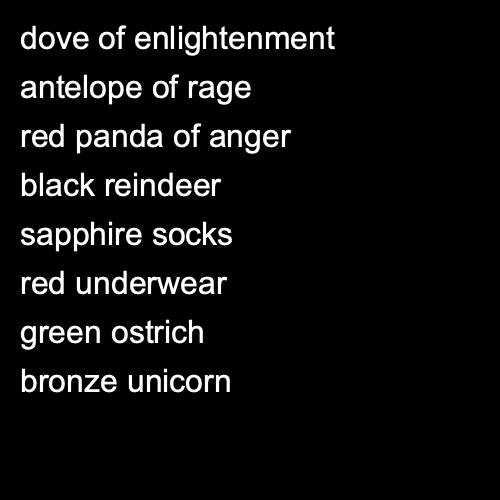 dove of enlightenment
antelope of rage
red panda of anger
black reindeer
sapphire socks
red underwear
green ostrich
bronze unicorn